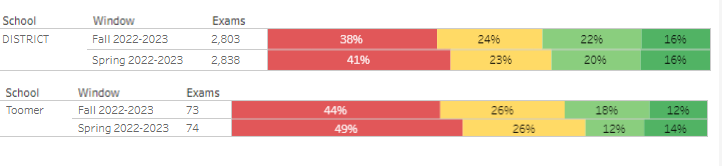 School Window Exams
DISTRICT Fall 2022-2023 2,803 38% 24% 22% 16%
Spring 2022-2023 2,838 41% 23% 20% 16%
School Window Exams
Toomer Fall 2022-2023 73 44% 26% 18% 12%
Spring 2022-2023 74 49% 26% 12% 14%